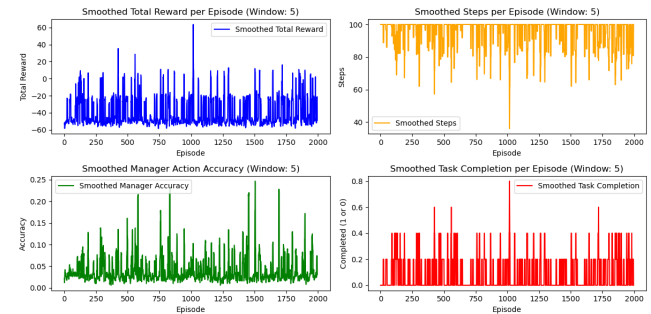 Smoothed Total Reward per Episode (Window: 5)
Smoothed Total Reward
Total Reward
60
40
20
0
−20
−40
−60
0 250 500 750 1000 1250 1500 1750 2000
Episode
Smoothed Steps per Episode (Window: 5)
Smoothed Steps
Steps
100
80
60
40
0 250 500 750 1000 1250 1500 1750 2000
Episode
Smoothed Manager Action Accuracy (Window: 5)
Smoothed Manager Accuracy
Accuracy
0.25
0.20
0.15
0.10
0.05
0.00
0 250 500 750 1000 1250 1500 1750 2000
Episode
Smoothed Task Completion per Episode (Window: 5)
Smoothed Task Completion
Completed (1 or 0)
0.8
0.6
0.4
0.2
0.0
0 250 500 750 1000 1250 1500 1750 2000
Episode